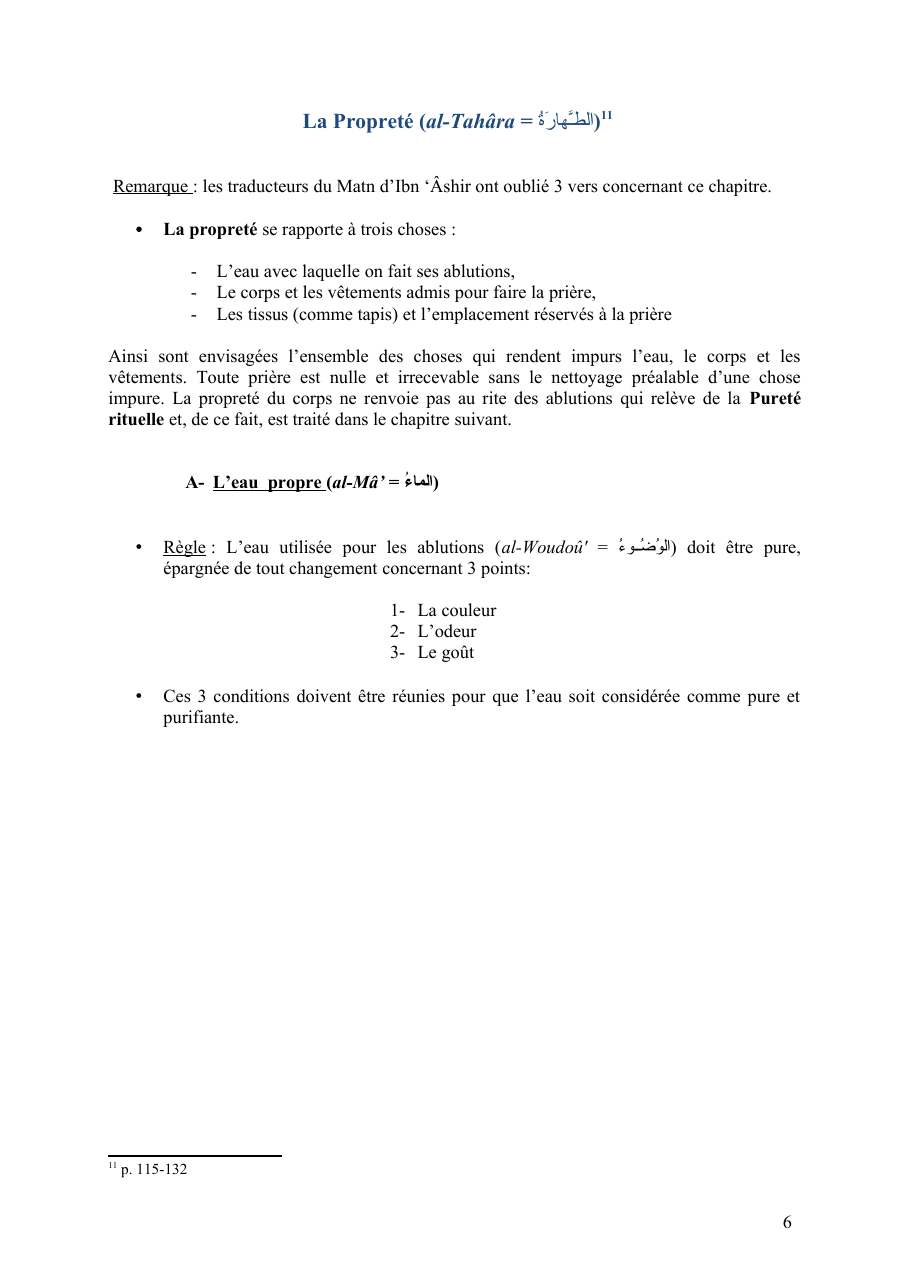 La Propreté (al-Tahâra = الطَّـهارَةُ)11
Remarque : les traducteurs du Matn d’Ibn ‘Âshir ont oublié 3 vers concernant ce chapitre.
• La propreté se rapporte à trois choses :
- L’eau avec laquelle on fait ses ablutions,
- Le corps et les vêtements admis pour faire la prière,
- Les tissus (comme tapis) et l’emplacement réservés à la prière
Ainsi sont envisagées l’ensemble des choses qui rendent impurs l’eau, le corps et les
vêtements. Toute prière est nulle et irrecevable sans le nettoyage préalable d’une chose
impure. La propreté du corps ne renvoie pas au rite des ablutions qui relève de la Pureté
rituelle et, de ce fait, est traité dans le chapitre suivant.
A- L’eau propre (al-Mâ’ = الماءُ)
• Règle : L’eau utilisée pour les ablutions (al-Woudoû' = الوُضُـوءُ) doit être pure,
épargnée de tout changement concernant 3 points:
1- La couleur
2- L’odeur
3- Le goût
• Ces 3 conditions doivent être réunies pour que l’eau soit considérée comme pure et
purifiante.
11 p. 115-132
6